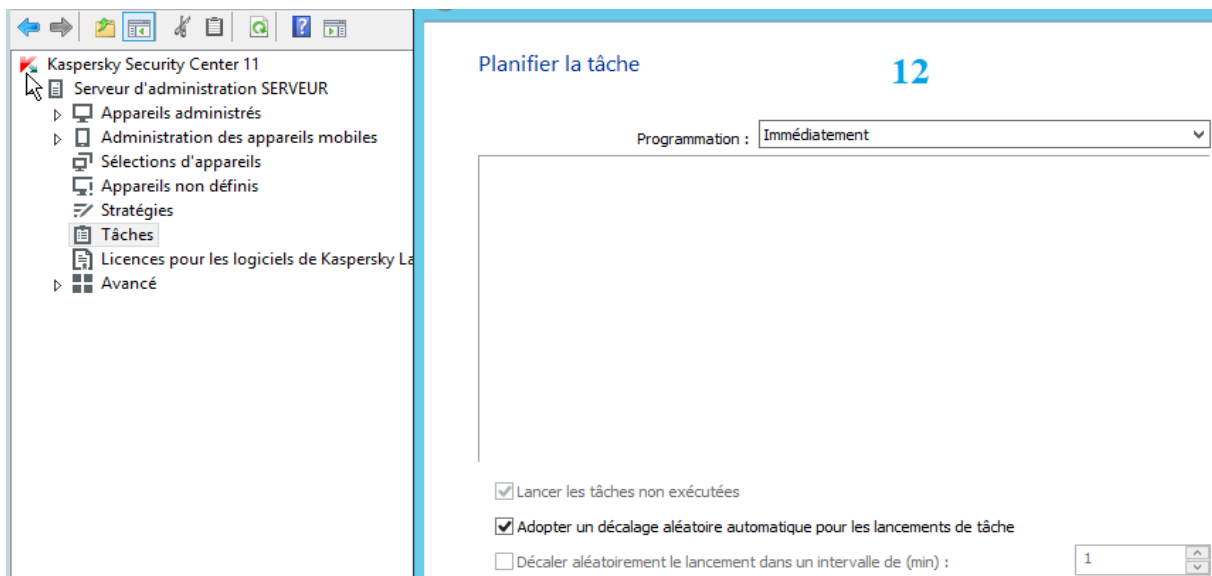 Kaspersky Security Center 11
Serveur d'administration SERVEUR
Appareils administrés
Administration des appareils mobiles
Sélections d'appareils
Appareils non définis
Stratégies
Tâches
Licences pour les logiciels de Kaspersky La
Avancé
Planifier la tâche
12
Programmation : Immédiatement
Lancer les tâches non exécutées
Adopter un décalage aléatoire automatique pour les lancements de tâche
Décaler aléatoirement le lancement dans un intervalle de (min) : 1